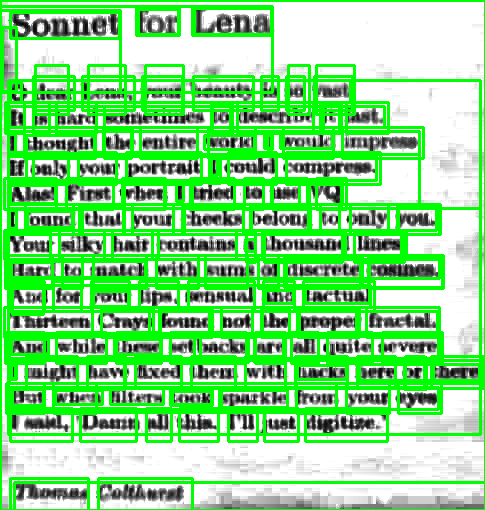 Sonnet for Lena
O dear Lena, your beauty is so vast
It is hard sometimes to describe it fast.
I thought the entire world I would impress
If only your portrait I could compress.
Alas! First when I tried to use VQ
I found that your cheeks belong to only you.
Your silky hair contains a thousand lines
Hard to match with sums of discrete cosines.
And for your lips, sensual and tactual
Thirteen Crays found not the proper fractal.
And while these setbacks are all quite severe
I might have fixed them with hacks here or there
But when filters took sparkle from your eyes
I said, 'Damn all this. I'll just digitize.'
Thomas Colthurst